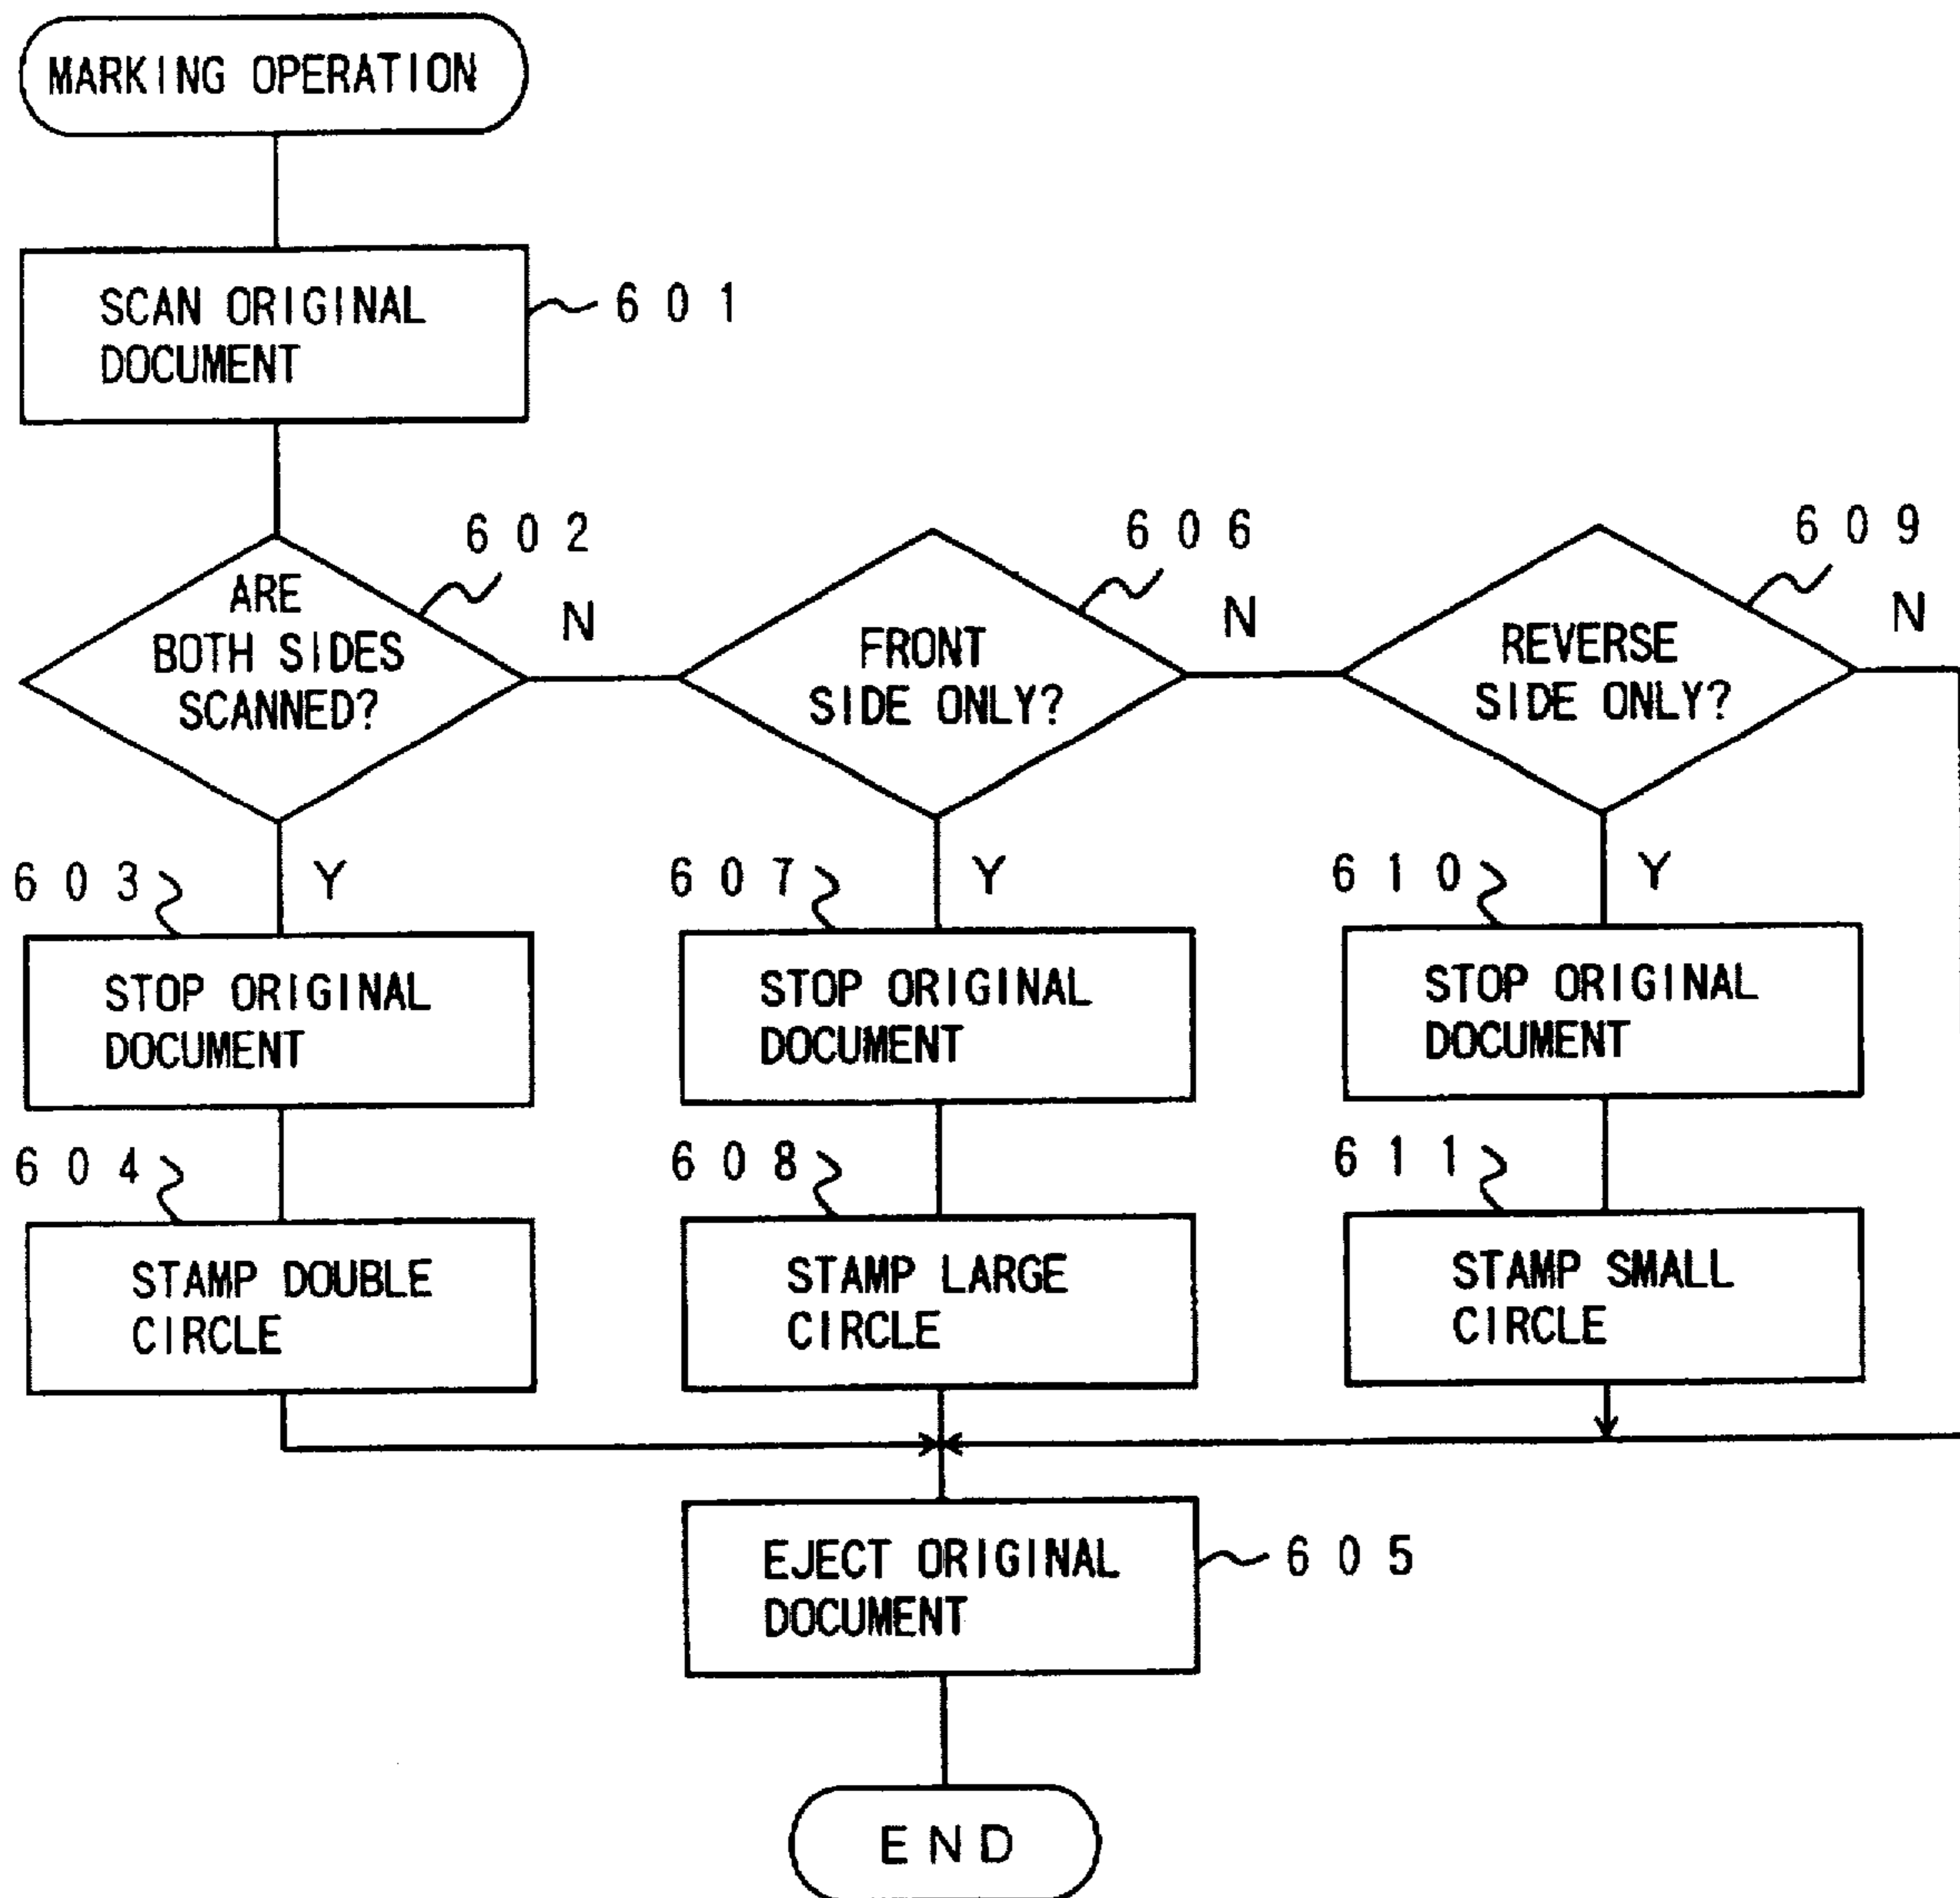 MARKING OPERATION
SCAN ORIGINAL
DOCUMENT
601
602
ARE
BOTH SIDES
SCANNED?
N
606
FRONT
SIDE ONLY?
N
609
REVERSE
SIDE ONLY?
N
603
Y
607
Y
610
Y
STOP ORIGINAL
DOCUMENT
STOP ORIGINAL
DOCUMENT
STOP ORIGINAL
DOCUMENT
604
608
611
STAMP DOUBLE
CIRCLE
STAMP LARGE
CIRCLE
STAMP SMALL
CIRCLE
EJECT ORIGINAL
DOCUMENT
605
END